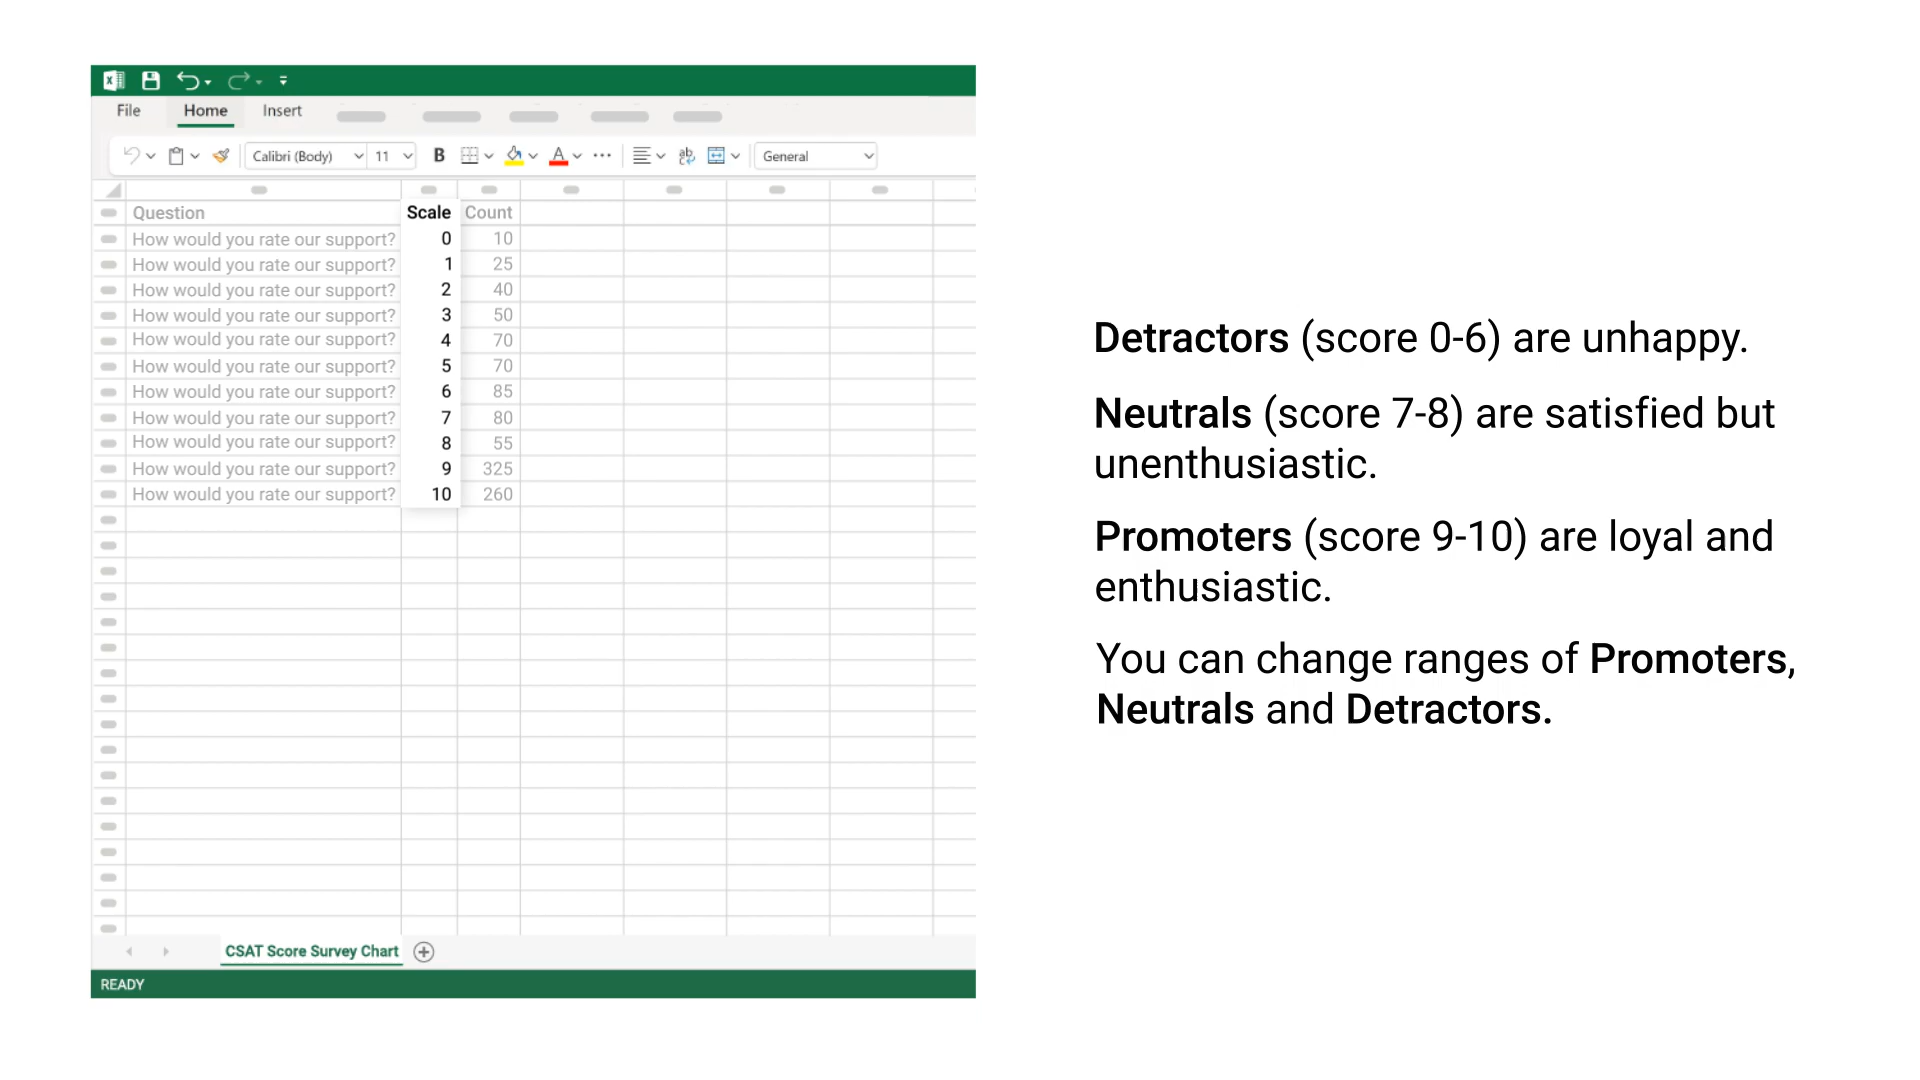 File Home Insert
Calibri (Body) 11 B A General
Question Scale Count
How would you rate our support? 0 10
How would you rate our support? 1 25
How would you rate our support? 2 40
How would you rate our support? 3 50
How would you rate our support? 4 70
How would you rate our support? 5 70
How would you rate our support? 6 85
How would you rate our support? 7 80
How would you rate our support? 8 55
How would you rate our support? 9 325
How would you rate our support? 10 260
CSAT Score Survey Chart
READY
Detractors (score 0-6) are unhappy.
Neutrals (score 7-8) are satisfied but
unenthusiastic.
Promoters (score 9-10) are loyal and
enthusiastic.
You can change ranges of Promoters,
Neutrals and Detractors.